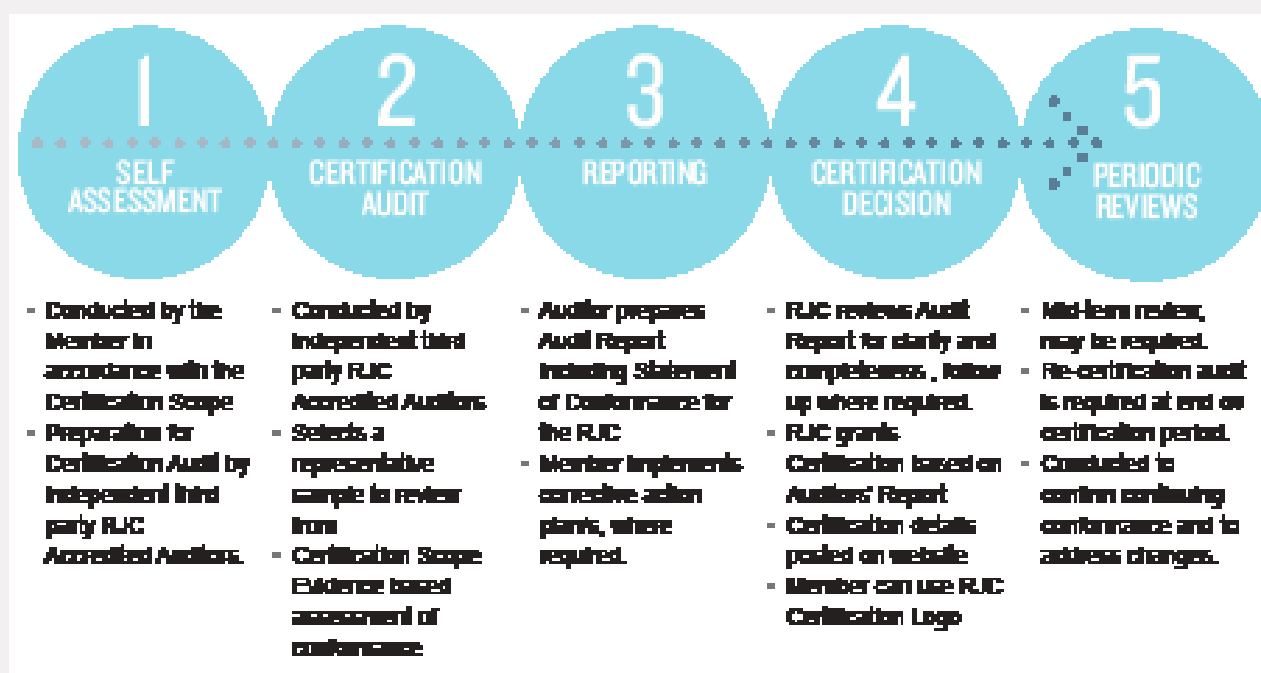 1
SELF
ASSESSMENT
- Conducted by the
Member in
accordance with the
Certification Scope
- Preparation for
Certification Audit by
Independent third
party RJC
Accredited Auditors.
2
CERTIFICATION
AUDIT
- Conducted by
Independent third
party RJC
Accredited Auditors
- Selects a
representative
sample to review
from
- Certification Scope
Evidence based
assessment of
conformance
3
REPORTING
- Auditor prepares
Audit Report
Including Statement
of Conformance for
the RJC
- Member Implements
corrective action
plants, where
required.
4
CERTIFICATION
DECISION
- RJC reviews Audit
Report for clarity and
completeness , follow
up where required.
- RJC grants
Certification based on
Auditors' Report
- Certification details
posted on website
- Member can use RJC
Certification Logo
5
PERIODIC
REVIEWS
- Mid-term review,
may be required.
- Re-certification audit
is required at end
certification period.
- Conducted to
confirm continuing
conformance and to
address changes.